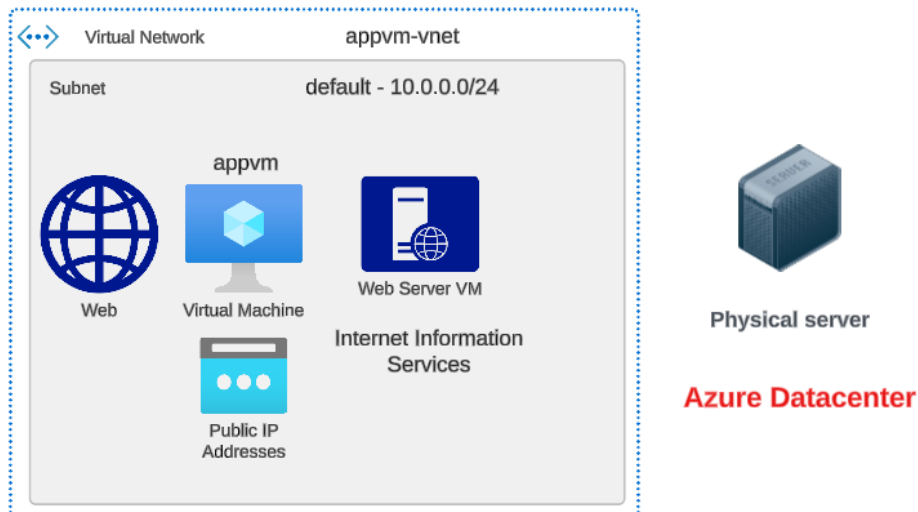 Virtual Network
appvm-vnet
Subnet
default - 10.0.0.0/24
appvm
Web
Virtual Machine
Web Server VM
Internet Information
Services
Public IP
Addresses
SERVER
Physical server
Azure Datacenter